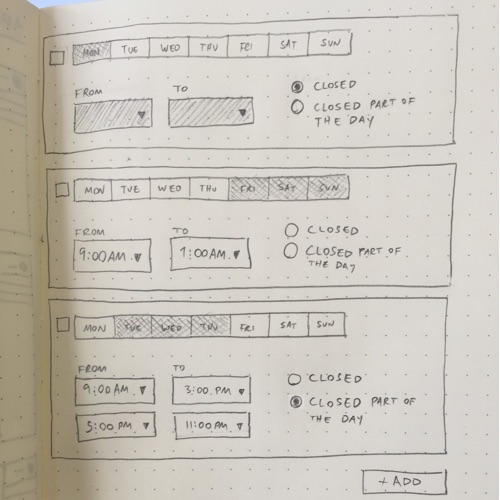 MON TUE WED THU FRI SAT SUN
FROM TO
CLOSED
CLOSED PART OF
THE DAY
MON TUE WED THU FRI SAT SUN
FROM TO
9:00AM 1:00AM
CLOSED
CLOSED PART OF
THE DAY
MON TUE WED THU FRI SAT SUN
FROM TO
9:00AM 3:00 PM
5:00 PM 11:00 PM
CLOSED
CLOSED PART OF
THE DAY
+ ADD